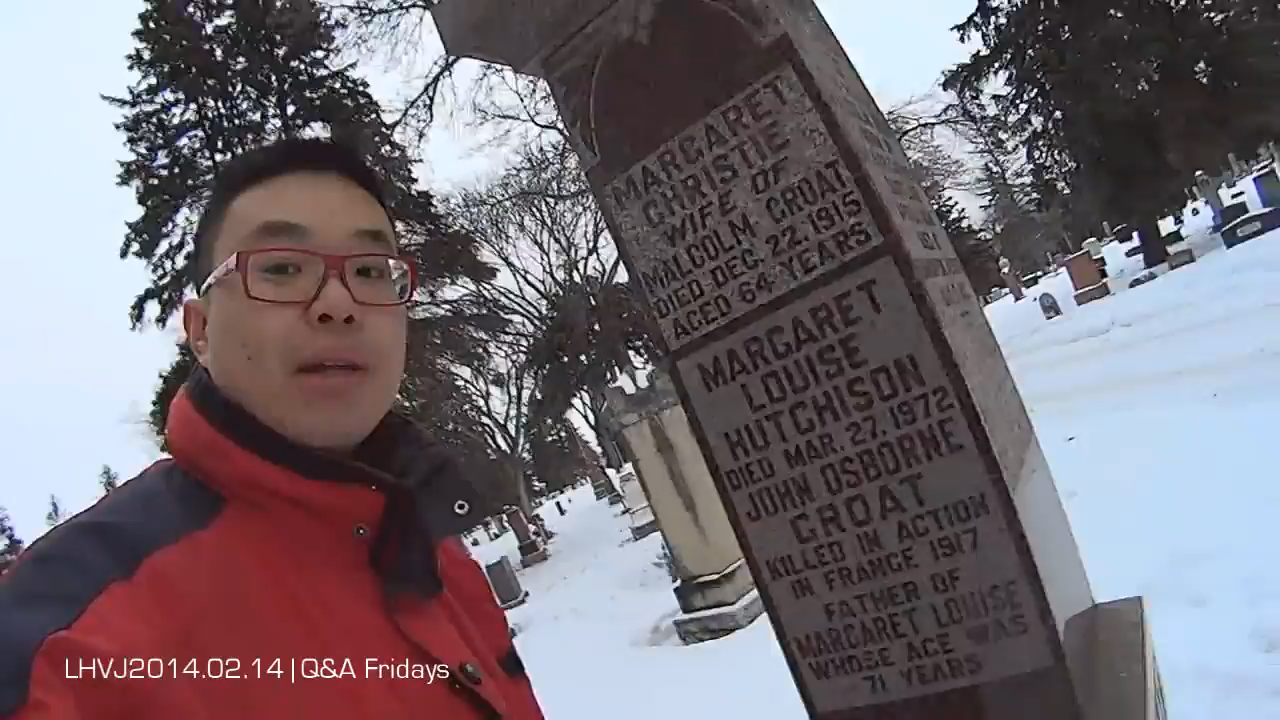 MARGARET
CHRISTIE
WIFE OF
MALCOLM GROAT
DIED DEC. 22, 1915
AGED 64 YEARS
MARGARET
LOUISE
HUTCHISON
DIED MAR. 27, 1972
JOHN OSBORNE
GROAT
KILLED IN ACTION
IN FRANCE 1917
FATHER OF
MARGARET LOUISE
WHOSE AGE WAS
71 YEARS
LHVJ2014.02.14 | Q&A Fridays